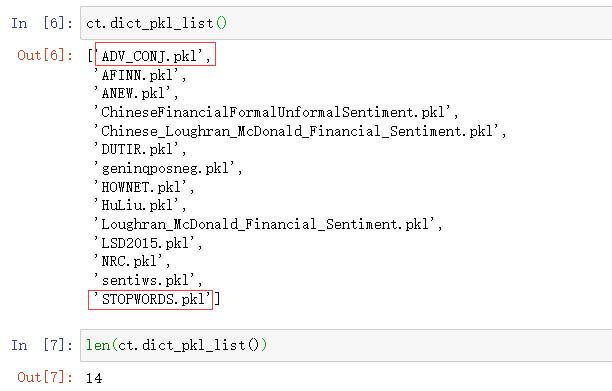 In [6]: ct.dict_pkl_list()
Out[6]: ['ADV_CONJ.pkl',
'AFINN.pkl',
'ANEW.pkl',
'ChineseFinancialFormalUnformalSentiment.pkl',
'Chinese_Loughran_McDonald_Financial_Sentiment.pkl',
'DUTIR.pkl',
'geninqposneg.pkl',
'HOWNET.pkl',
'HuLiu.pkl',
'Loughran_McDonald_Financial_Sentiment.pkl',
'LSD2015.pkl',
'NRC.pkl',
'sentiws.pkl',
'STOPWORDS.pkl']
In [7]: len(ct.dict_pkl_list())
Out[7]: 14